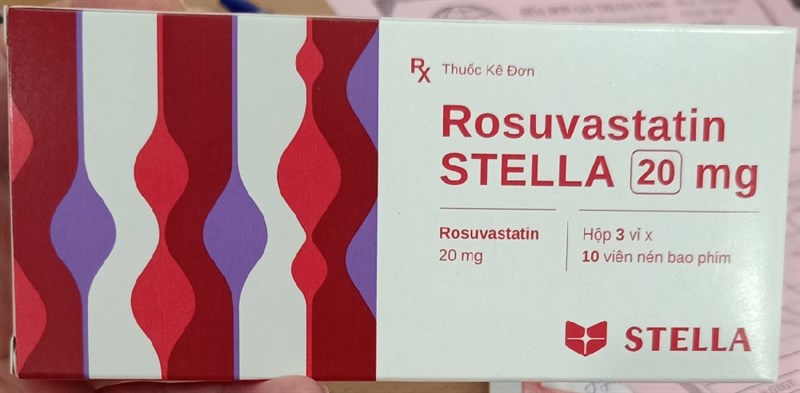 Rx Thuốc Kê Đơn
Rosuvastatin
STELLA 20 mg
Rosuvastatin
20 mg
Hộp 3 vỉ x
10 viên nén bao phim
STELLA